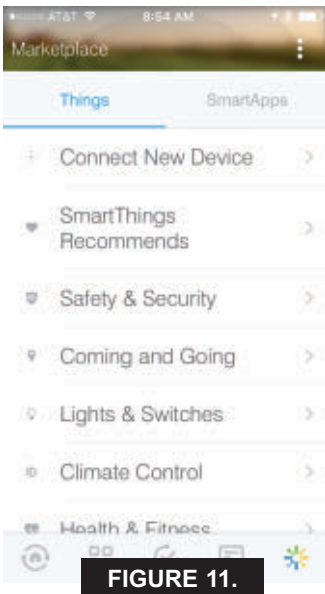 AT&T 8:54 AM
Marketplace
Things SmartApps
Connect New Device
SmartThings
Recommends
Safety & Security
Coming and Going
Lights & Switches
Climate Control
Health & Fitness
FIGURE 11.